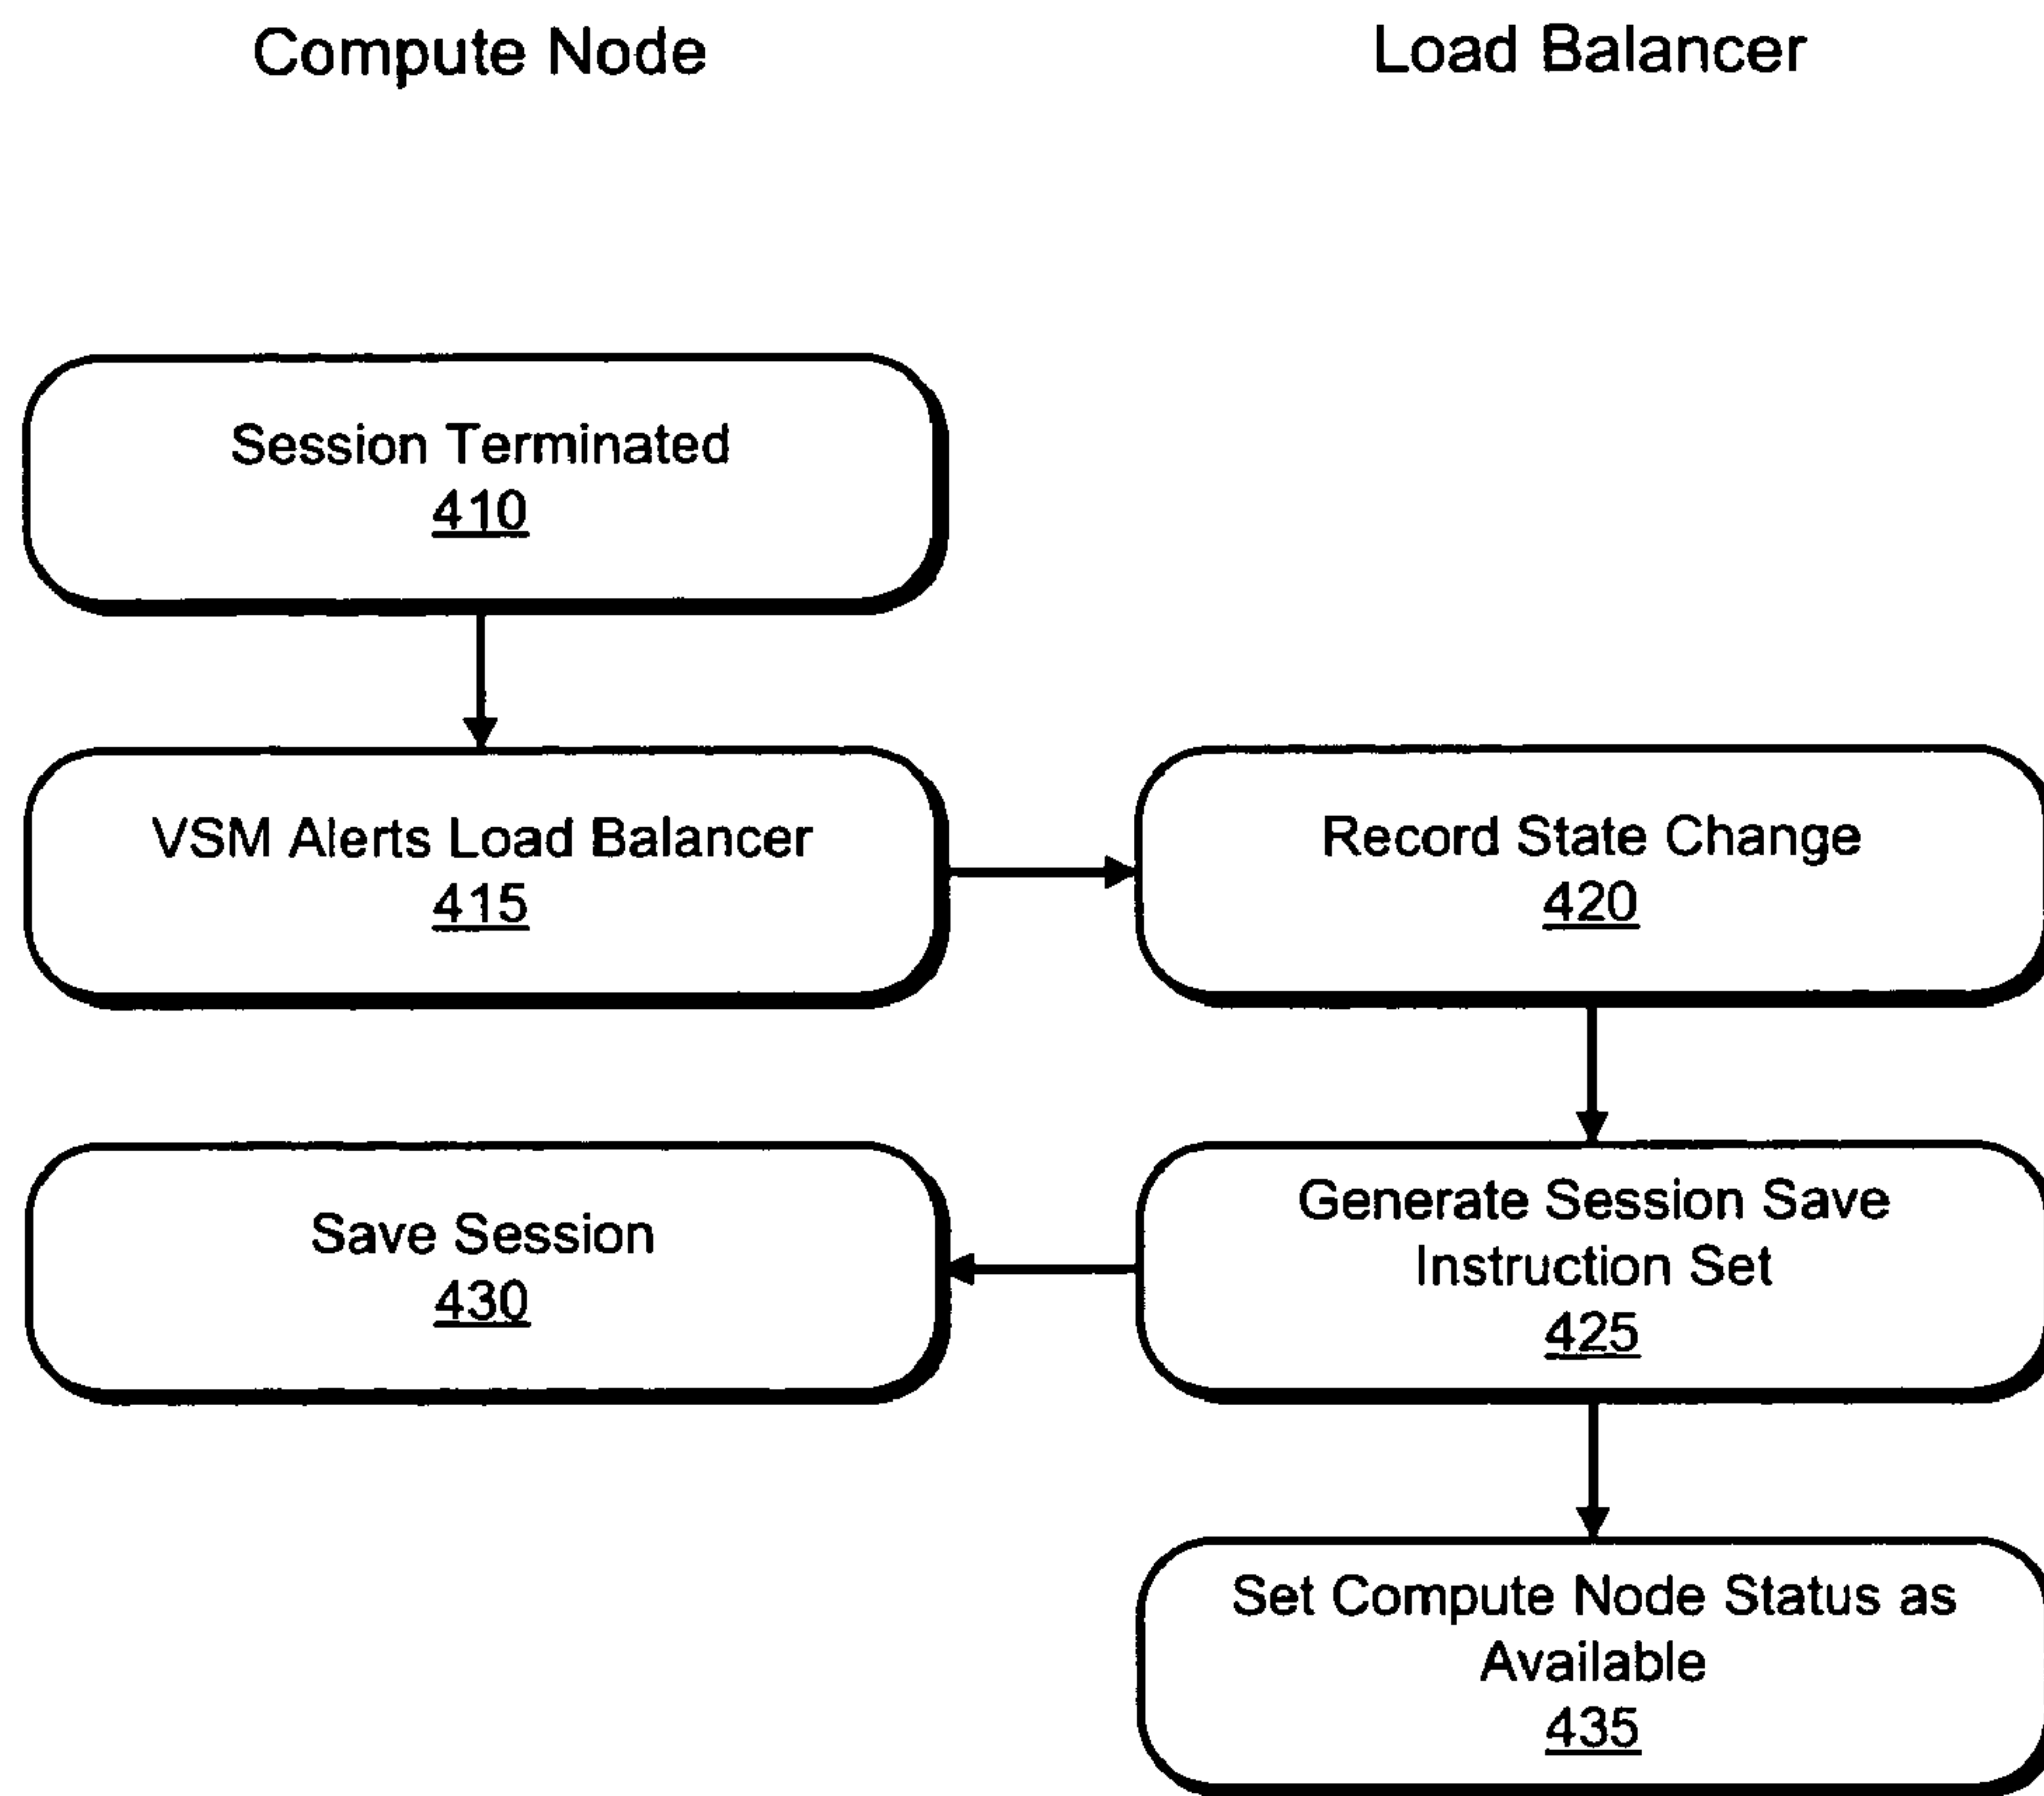 Compute Node
Load Balancer
Session Terminated
410
VSM Alerts Load Balancer
415
Record State Change
420
Save Session
430
Generate Session Save
Instruction Set
425
Set Compute Node Status as
Available
435